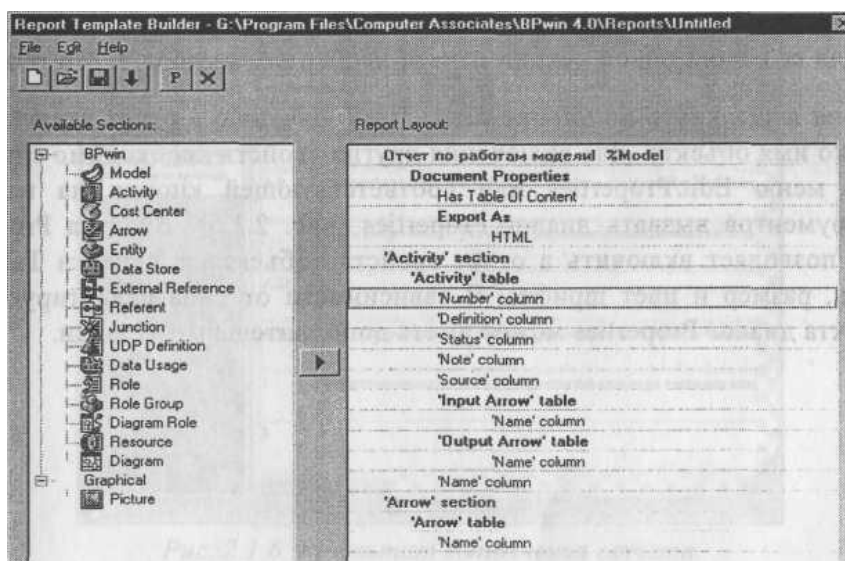 Report Template Builder - G:\Program Files\Computer Associates\BPwin 4.0\Reports\Untitled
File Edit Help
P
Available Sections:
BPwin
Model
Activity
Cost Center
Arrow
Entity
Data Store
External Reference
Referent
Junction
UDP Definition
Data Usage
Role
Role Group
Diagram Role
Resource
Diagram
Graphical
Picture
Report Layout:
Отчет по работам модели %Model
Document Properties
Has Table Of Content
Export As
HTML
'Activity' section
'Activity' table
'Number' column
'Definition' column
'Status' column
'Note' column
'Source' column
'Input Arrow' table
'Name' column
'Output Arrow' table
'Name' column
'Name' column
'Arrow' section
'Arrow' table
'Name' column